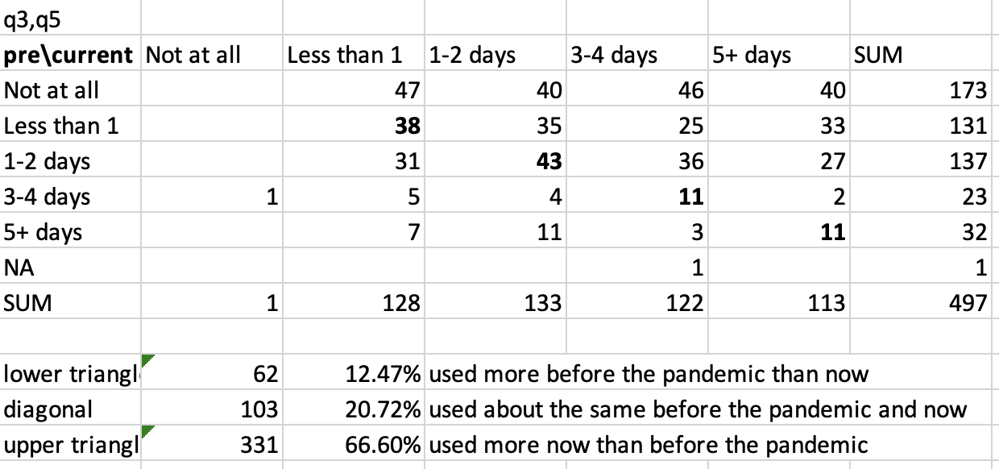 q3,q5
pre\current Not at all Less than 1 1-2 days 3-4 days 5+ days SUM
Not at all 47 40 46 40 173
Less than 1 38 35 25 33 131
1-2 days 31 43 36 27 137
3-4 days 1 5 4 11 2 23
5+ days 7 11 3 11 32
NA 1 1
SUM 1 128 133 122 113 497
lower triangl 62 12.47% used more before the pandemic than now
diagonal 103 20.72% used about the same before the pandemic and now
upper triangl 331 66.60% used more now than before the pandemic